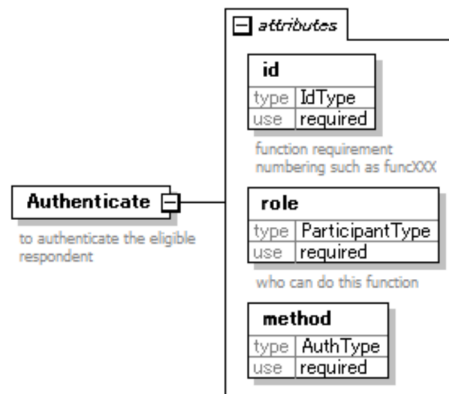 attributes
id
type IdType
use required
function requirement
numbering such as funcXXX
Authenticate
to authenticate the eligible
respondent
role
type ParticipantType
use required
who can do this function
method
type AuthType
use required